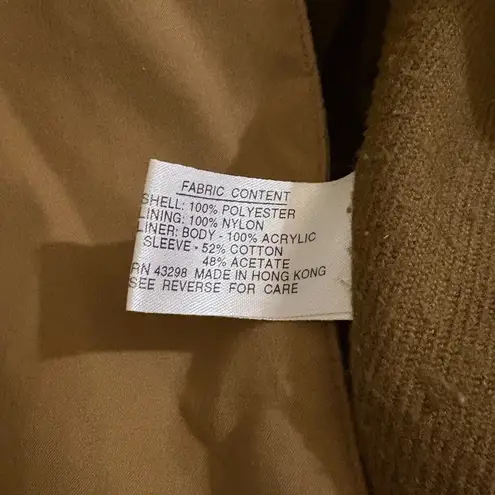 FABRIC CONTENT
SHELL: 100% POLYESTER
LINING: 100% NYLON
LINER: BODY - 100% ACRYLIC
SLEEVE - 52% COTTON
48% ACETATE
RN 43298 MADE IN HONG KONG
SEE REVERSE FOR CARE